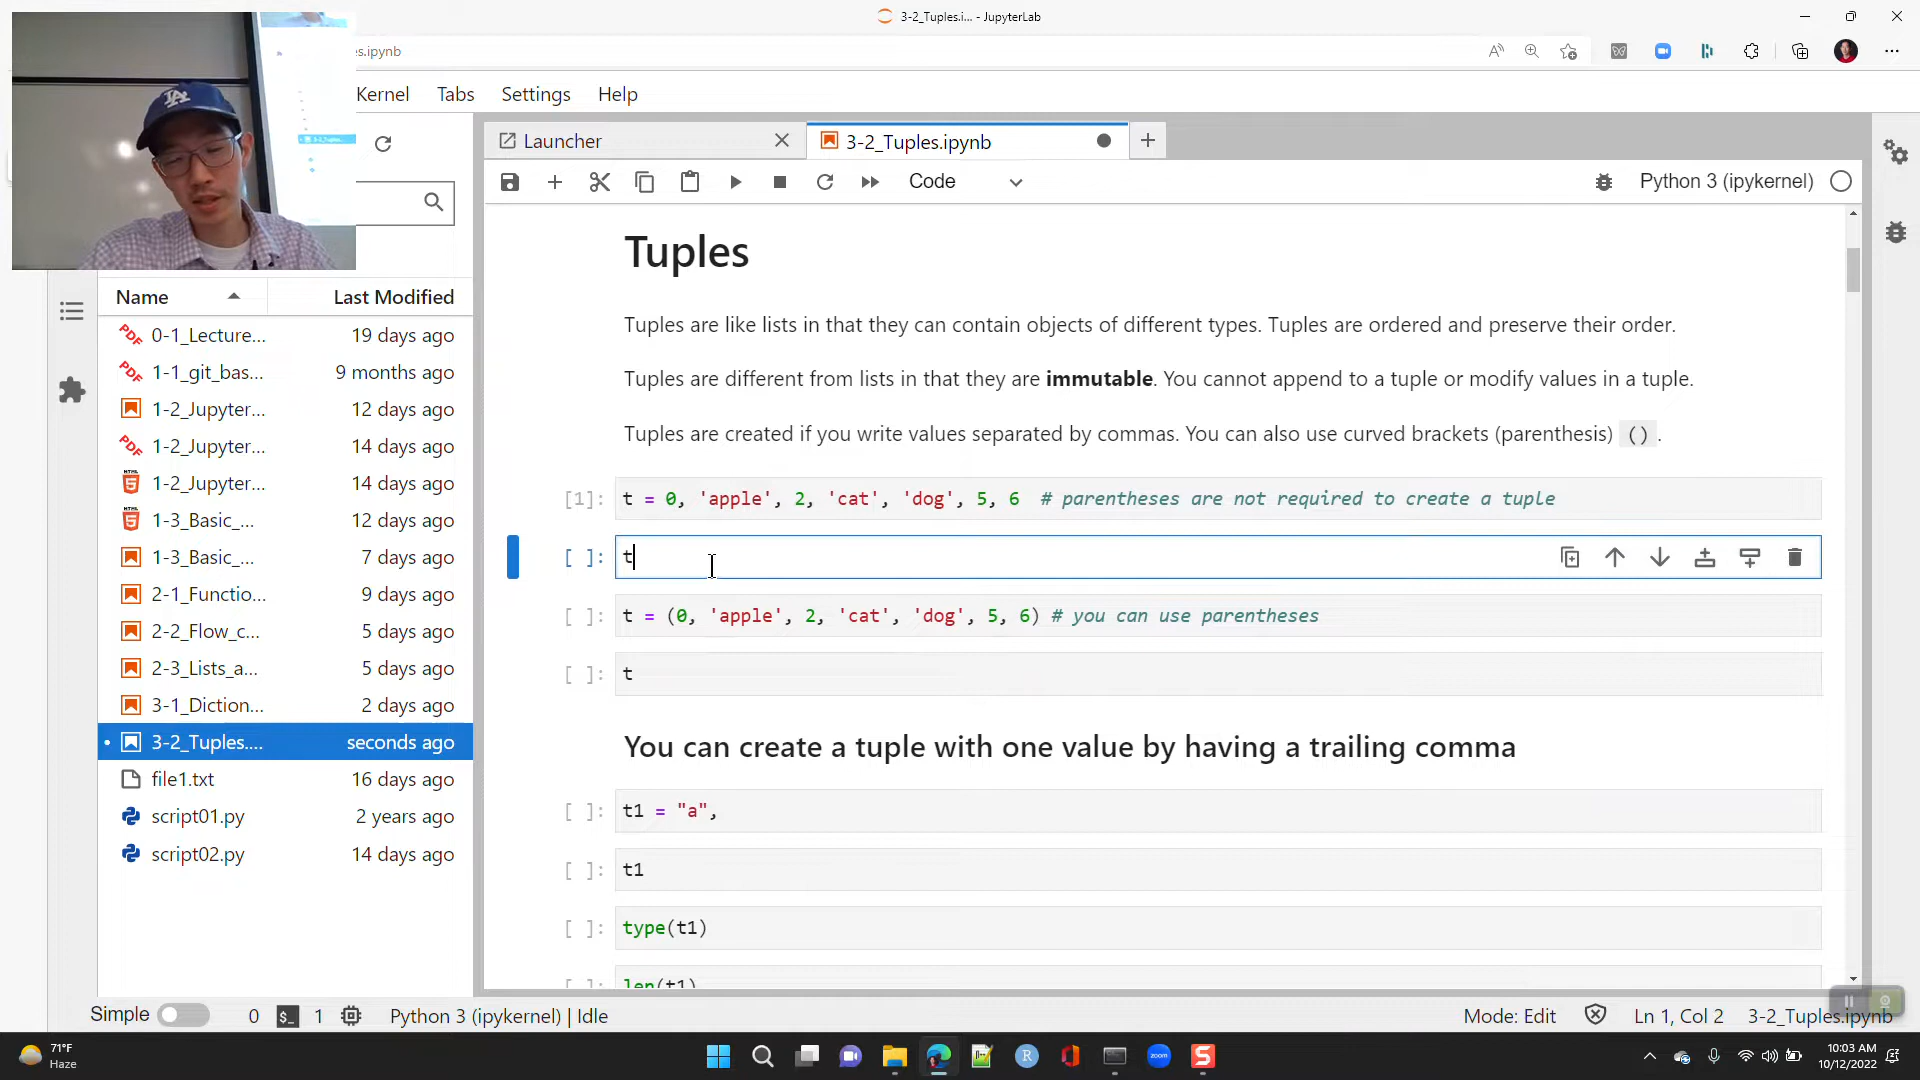 3-2_Tuples.i... - JupyterLab
es.ipynb
Kernel
Tabs
Settings
Help
Launcher
3-2_Tuples.ipynb
Code
Python 3 (ipykernel)
Name
Last Modified
0-1_Lecture...
19 days ago
1-1_git_bas...
9 months ago
1-2_Jupyter...
12 days ago
1-2_Jupyter...
14 days ago
1-2_Jupyter...
14 days ago
1-3_Basic_...
12 days ago
1-3_Basic_...
7 days ago
2-1_Functio...
9 days ago
2-2_Flow_c...
5 days ago
2-3_Lists_a...
5 days ago
3-1_Diction...
2 days ago
3-2_Tuples....
seconds ago
file1.txt
16 days ago
script01.py
2 years ago
script02.py
14 days ago
Tuples
Tuples are like lists in that they can contain objects of different types. Tuples are ordered and preserve their order.
Tuples are different from lists in that they are immutable. You cannot append to a tuple or modify values in a tuple.
Tuples are created if you write values separated by commas. You can also use curved brackets (parenthesis) () .
[1]: t = 0, 'apple', 2, 'cat', 'dog', 5, 6 # parentheses are not required to create a tuple
[ ]: t
[ ]: t = (0, 'apple', 2, 'cat', 'dog', 5, 6) # you can use parentheses
[ ]: t
You can create a tuple with one value by having a trailing comma
[ ]: t1 = "a",
[ ]: t1
[ ]: type(t1)
[ ]: len(t1)
Simple
0
$_
1
Python 3 (ipykernel) | Idle
Mode: Edit
Ln 1, Col 2
3-2_Tuples.ipynb
71°F
Haze
10:03 AM
10/12/2022
LA
HTML
HTML
PDF
PDF
PDF
R
zoom
S